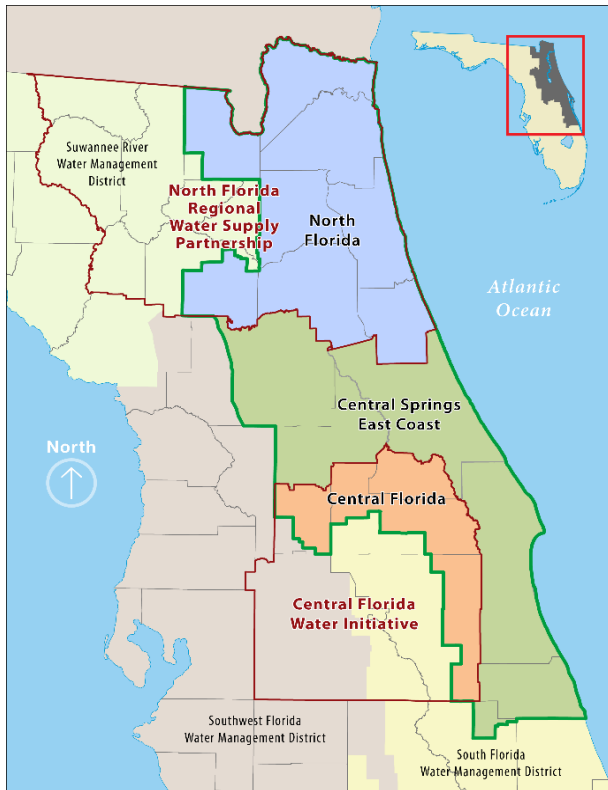 Suwannee River
Water Management
District
North Florida
Regional
Water Supply
Partnership
North
Florida
Atlantic
Ocean
Central Springs
East Coast
North
Central Florida
Central Florida
Water Initiative
Southwest Florida
Water Management District
South Florida
Water Management District